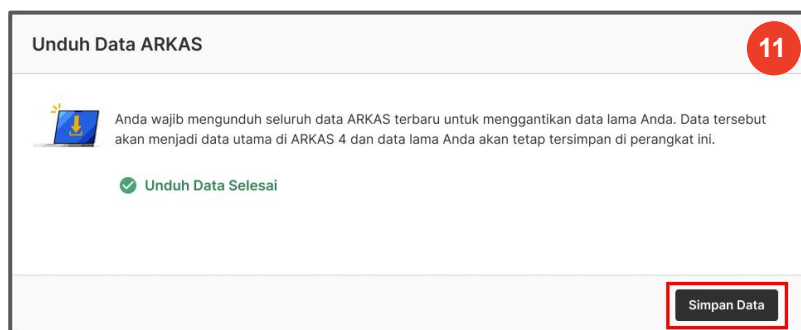 Unduh Data ARKAS
11
Anda wajib mengunduh seluruh data ARKAS terbaru untuk menggantikan data lama Anda. Data tersebut
akan menjadi data utama di ARKAS 4 dan data lama Anda akan tetap tersimpan di perangkat ini.
Unduh Data Selesai
Simpan Data